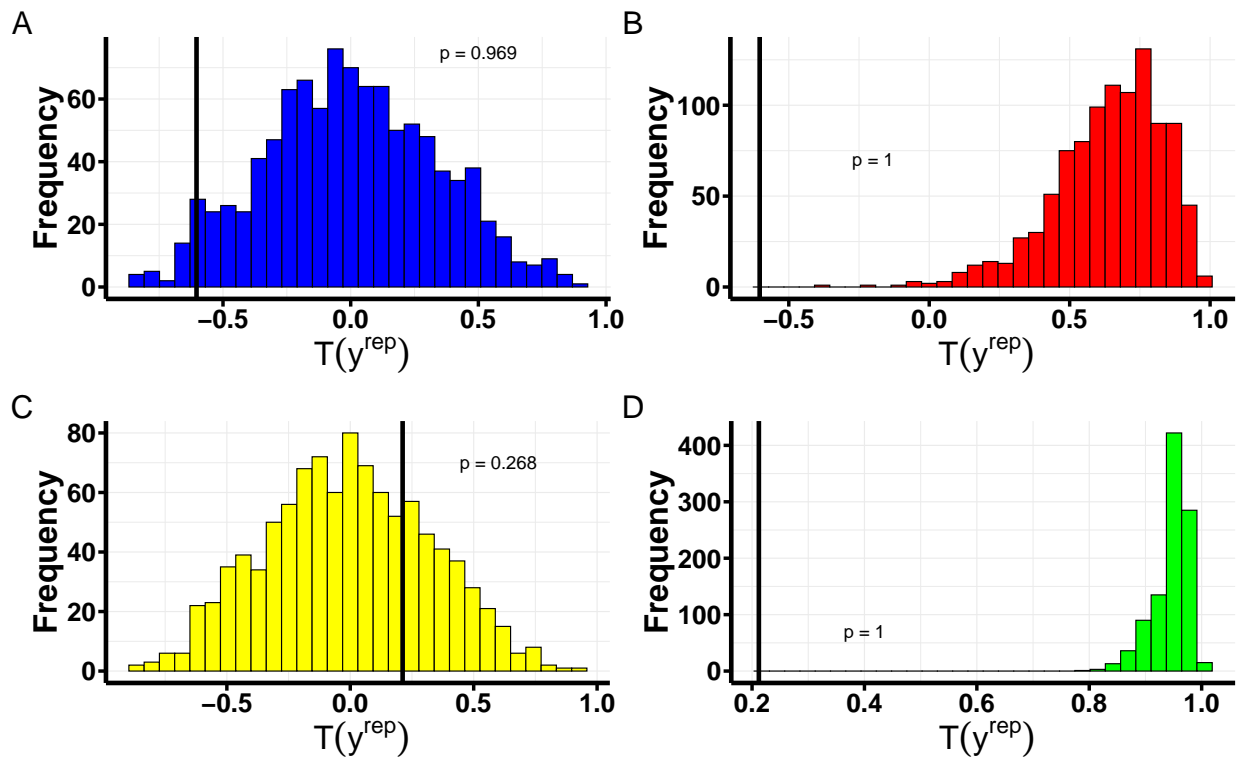 A
p = 0.969
Frequency
60
40
20
0
−0.5
0.0
0.5
1.0
T(y^rep)
B
p = 1
Frequency
100
50
0
−0.5
0.0
0.5
1.0
T(y^rep)
C
p = 0.268
Frequency
80
60
40
20
0
−0.5
0.0
0.5
1.0
T(y^rep)
D
p = 1
Frequency
400
300
200
100
0
0.2
0.4
0.6
0.8
1.0
T(y^rep)